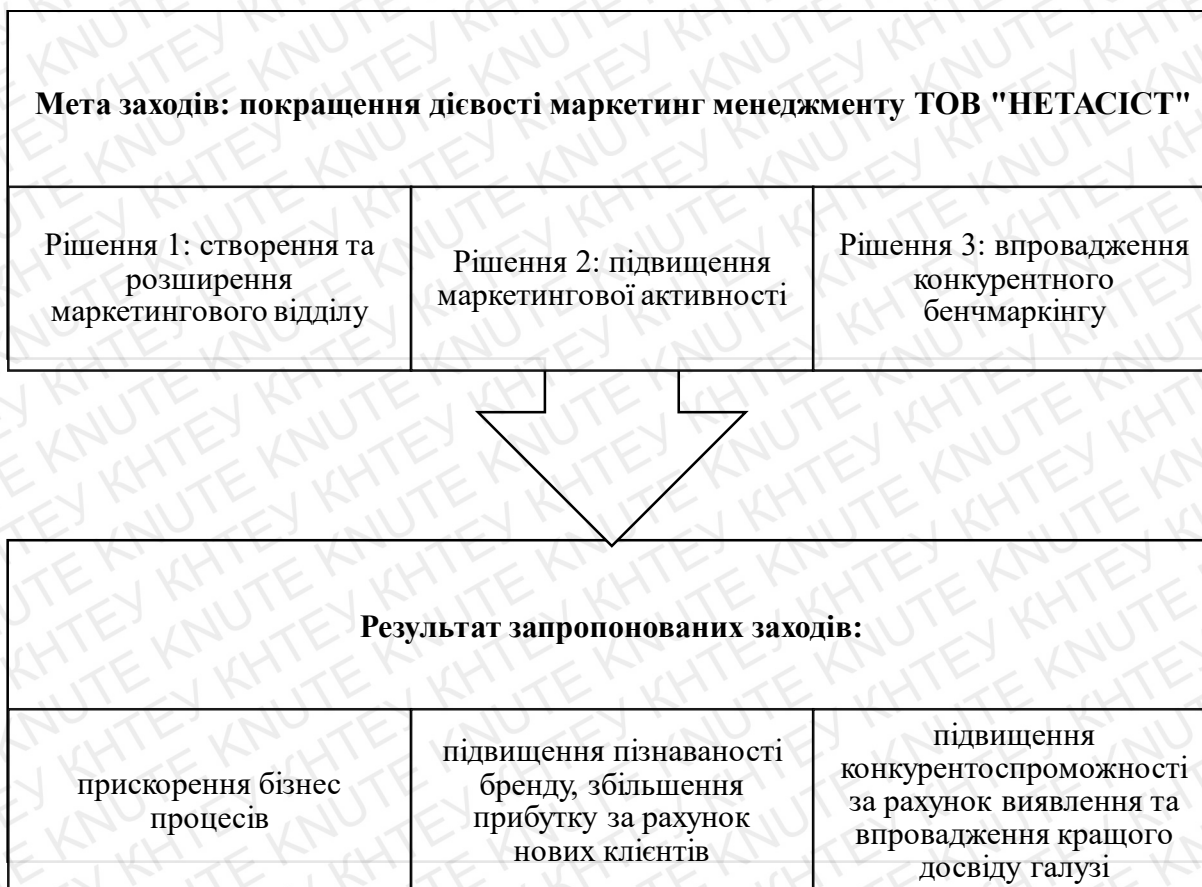 Мета заходів: покращення дієвості маркетинг менеджменту ТОВ "НЕТАСІСТ"
Рішення 1: створення та
розширення
маркетингового відділу
Рішення 2: підвищення
маркетингової активності
Рішення 3: впровадження
конкурентного
бенчмаркінгу
Результат запропонованих заходів:
прискорення бізнес
процесів
підвищення пізнаваності
бренду, збільшення
прибутку за рахунок
нових клієнтів
підвищення
конкурентоспроможності
за рахунок виявлення та
впровадження кращого
досвіду галузі